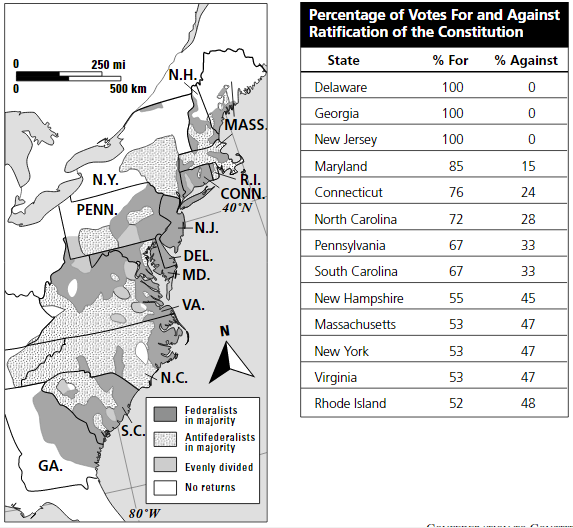 0 250 mi
0 500 km
N.H.
MASS.
N.Y.
R.I.
CONN.
40°N
PENN.
N.J.
DEL.
MD.
VA.
N
N.C.
S.C.
GA.
80°W
Federalists
in majority
Antifederalists
in majority
Evenly divided
No returns
Percentage of Votes For and Against
Ratification of the Constitution
State % For % Against
Delaware 100 0
Georgia 100 0
New Jersey 100 0
Maryland 85 15
Connecticut 76 24
North Carolina 72 28
Pennsylvania 67 33
South Carolina 67 33
New Hampshire 55 45
Massachusetts 53 47
New York 53 47
Virginia 53 47
Rhode Island 52 48